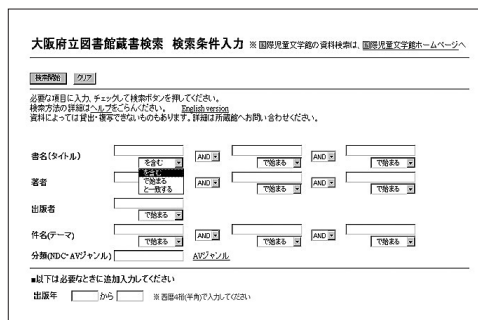 大阪府立図書館蔵書検索 検索条件入力 ※ 国際児童文学館の資料検索は、国際児童文学館ホームページへ
検索開始 クリア
必要な項目に入力、チェックして検索ボタンを押してください。
検索方法の詳細はヘルプをごらんください。 English version
資料によっては貸出・複写できないものもあります。詳細は所蔵館へお問い合わせください。
書名(タイトル) AND AND
を含む で始まる で始まる
を含む
で始まる
と一致する
著者 AND AND
で始まる で始まる
出版者
で始まる
件名(テーマ) AND AND
で始まる で始まる で始まる
分類(NDC・AVジャンル) AVジャンル
■以下は必要なときに追加入力してください
出版年 から ※ 西暦4桁(半角)で入力してください